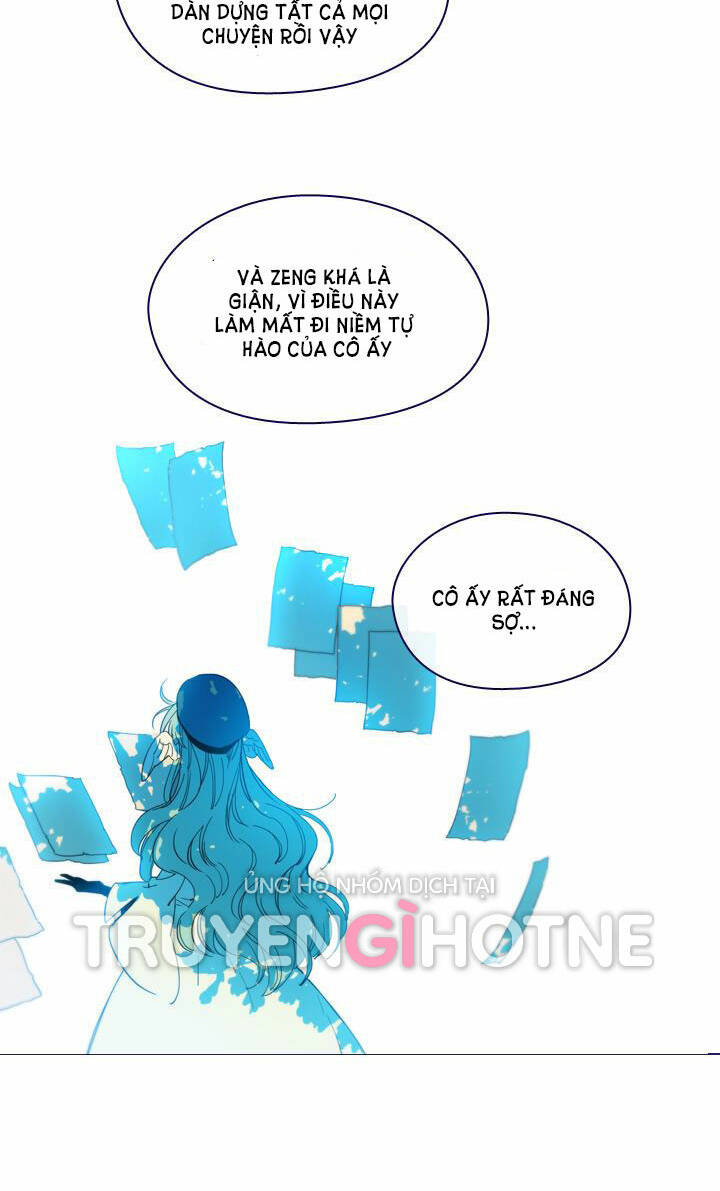 DÀN DỰNG TẤT CẢ MỌI
CHUYỆN RỒI VẬY
VÀ ZENG KHÁ LÀ
GIẬN, VÌ ĐIỀU NÀY
LÀM MẤT ĐI NIỀM TỰ
HÀO CỦA CÔ ẤY
CÔ ẤY RẤT ĐÁNG
SỢ...
ỦNG HỘ NHÓM DỊCH TẠI
TRUYENGÌHOTNE